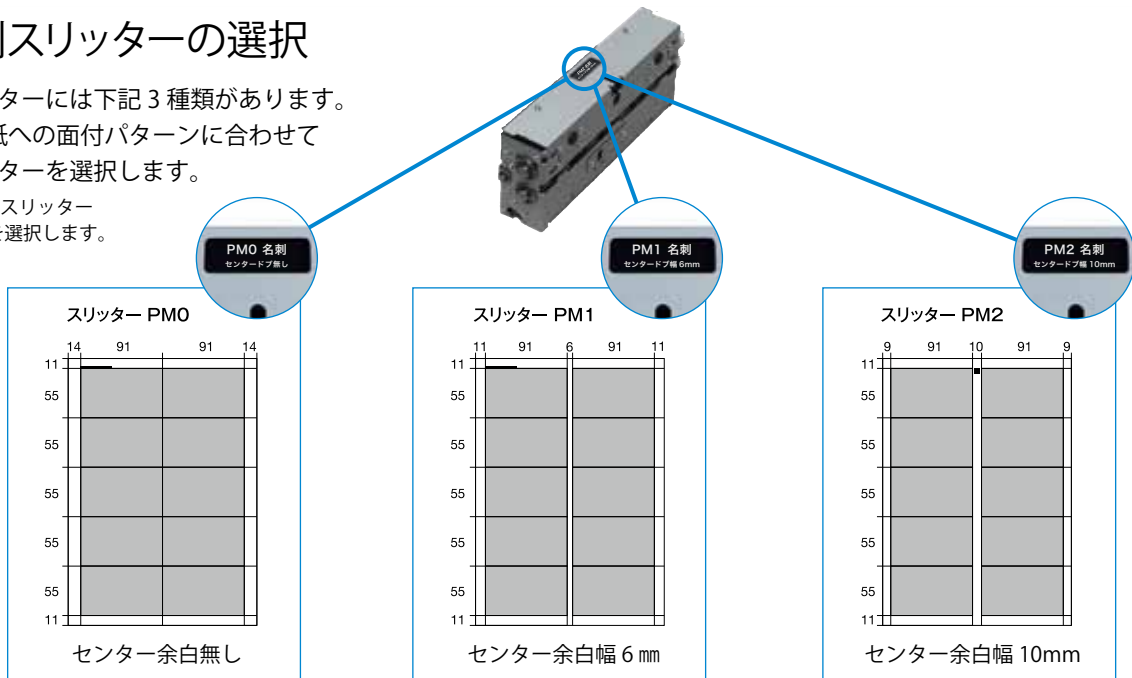 スリッターの選択
ターには下記 3 種類があります。
紙への面付パターンに合わせて
ターを選択します。
スリッター
を選択します。
PM0 名刺
センタードブ無し
PM1 名刺
センタードブ幅 6mm
PM2 名刺
センタードブ幅 10mm
スリッター PM0
14 91 91 14
11
55
55
55
55
55
11
センター余白無し
スリッター PM1
11 91 6 91 11
11
55
55
55
55
55
11
センター余白幅 6 ㎜
スリッター PM2
9 91 10 91 9
11
55
55
55
55
55
11
センター余白幅 10mm